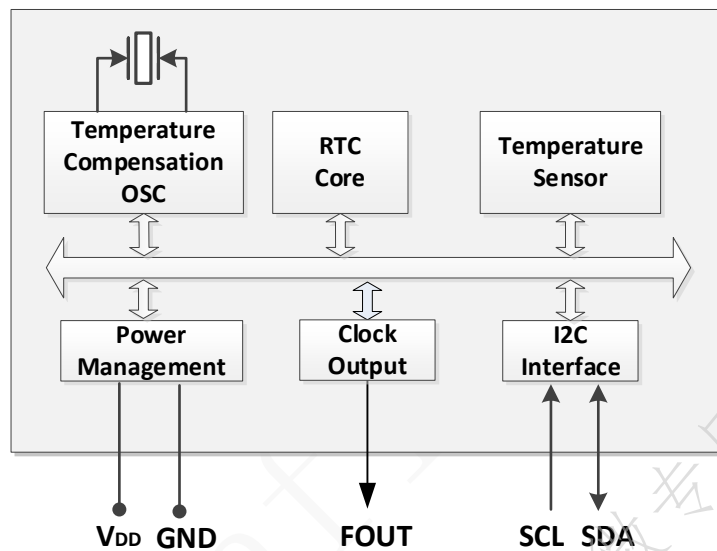 Temperature
Compensation
OSC
RTC
Core
Temperature
Sensor
Power
Management
Clock
Output
I2C
Interface
VDD GND FOUT SCL SDA